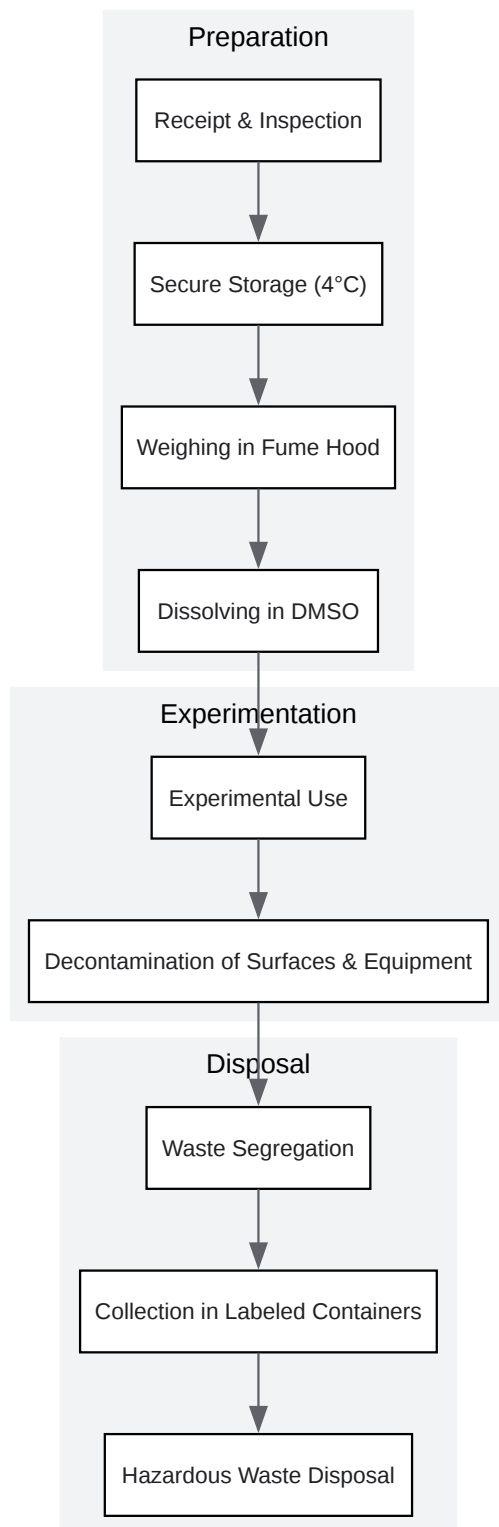 Preparation
Receipt & Inspection
Secure Storage (4°C)
Weighing in Fume Hood
Dissolving in DMSO
Experimentation
Experimental Use
Decontamination of Surfaces & Equipment
Disposal
Waste Segregation
Collection in Labeled Containers
Hazardous Waste Disposal